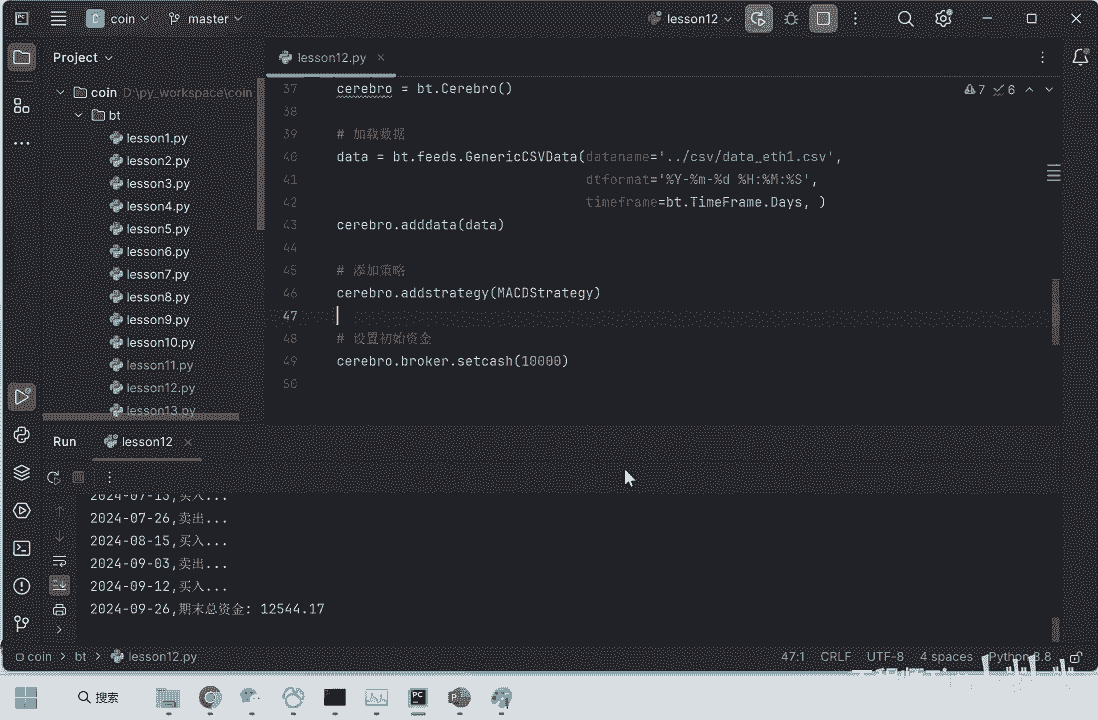 coin
master
lesson12
Project
lesson12.py
coin D:\py_workspace\coin
bt
lesson1.py
lesson2.py
lesson3.py
lesson4.py
lesson5.py
lesson6.py
lesson7.py
lesson8.py
lesson9.py
lesson10.py
lesson11.py
lesson12.py
lesson13.py
7 6
37 cerebro = bt.Cerebro()
38
39 # 加载数据
40 data = bt.feeds.GenericCSVData(dataname='../csv/data_eth1.csv',
41 dtformat='%Y-%m-%d %H:%M:%S',
42 timeframe=bt.TimeFrame.Days, )
43 cerebro.adddata(data)
44
45 # 添加策略
46 cerebro.addstrategy(MACDStrategy)
47
48 # 设置初始资金
49 cerebro.broker.setcash(10000)
50
Run lesson12
2024-07-15,买入...
2024-07-26,卖出...
2024-08-15,买入...
2024-09-03,卖出...
2024-09-12,买入...
2024-09-26,期末总资金: 12544.17
coin > bt > lesson12.py
47:1 CRLF UTF-8 4 spaces Python 3.8
搜索